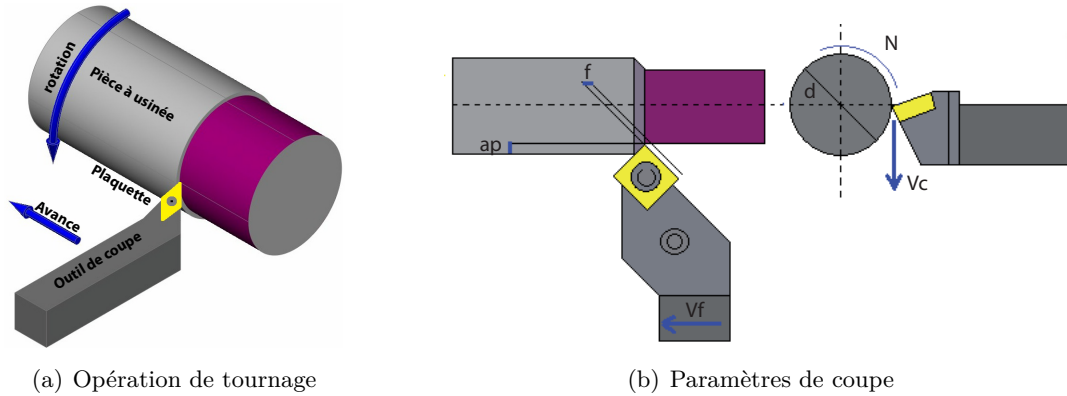 rotation
Pièce à usinée
Plaquette
Avance
Outil de coupe
f
ap
Vf
N
d
Vc
(a) Opération de tournage
(b) Paramètres de coupe